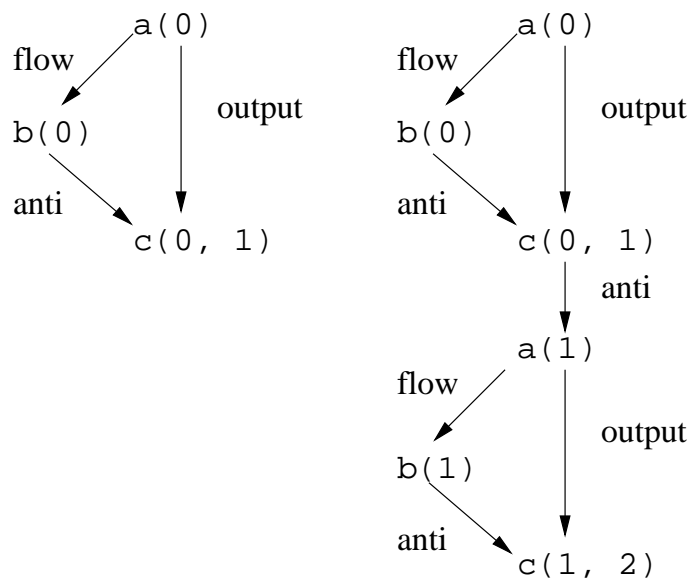 a(0)
flow
output
b(0)
anti
c(0, 1)
a(0)
flow
output
b(0)
anti
c(0, 1)
anti
a(1)
flow
output
b(1)
anti
c(1, 2)